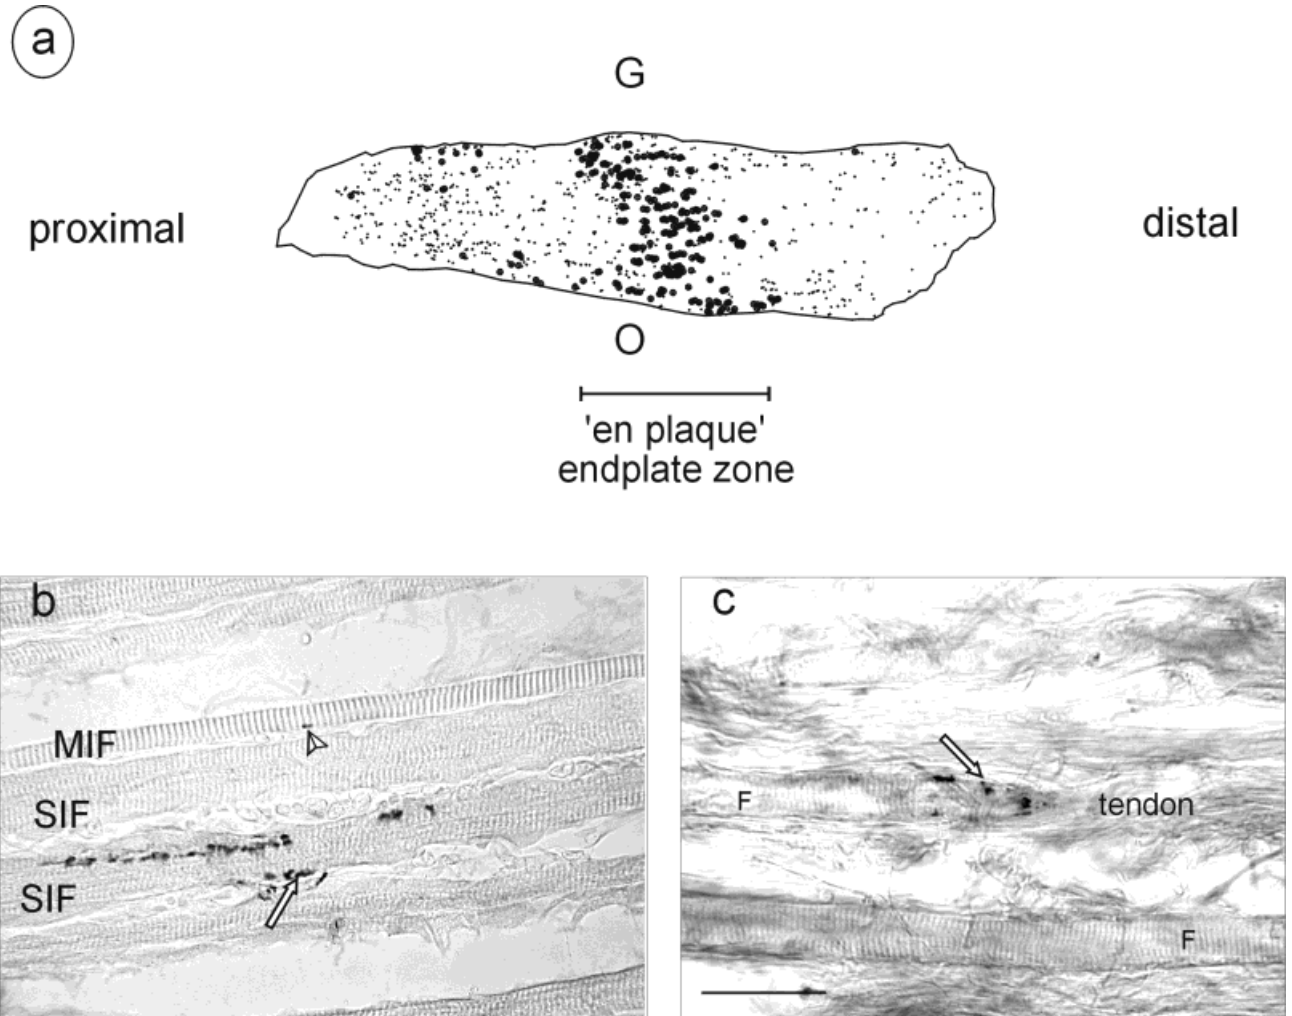 a
G
proximal
distal
O
'en plaque'
endplate zone
b
MIF
SIF
SIF
c
F
tendon
F